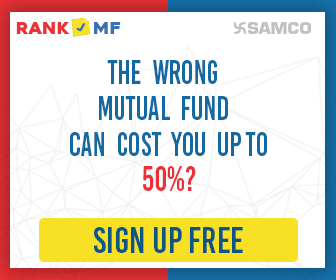 RANK MF SAMCO
THE WRONG
MUTUAL FUND
CAN COST YOU UP TO
50%?
SIGN UP FREE